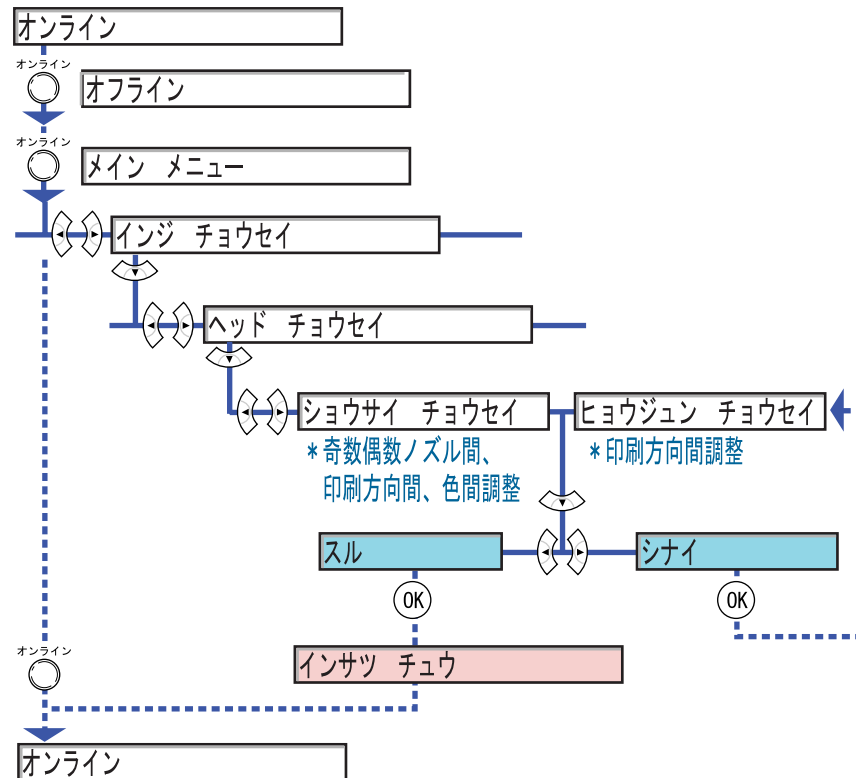 オンライン
オンライン
オフライン
オンライン
メイン　メニュー
インジ　チョウセイ
ヘッド　チョウセイ
ショウサイ　チョウセイ
ヒョウジュン　チョウセイ
＊奇数偶数ノズル間、
印刷方向間、色間調整
＊印刷方向間調整
スル
シナイ
OK
OK
オンライン
インサツ　チュウ
オンライン